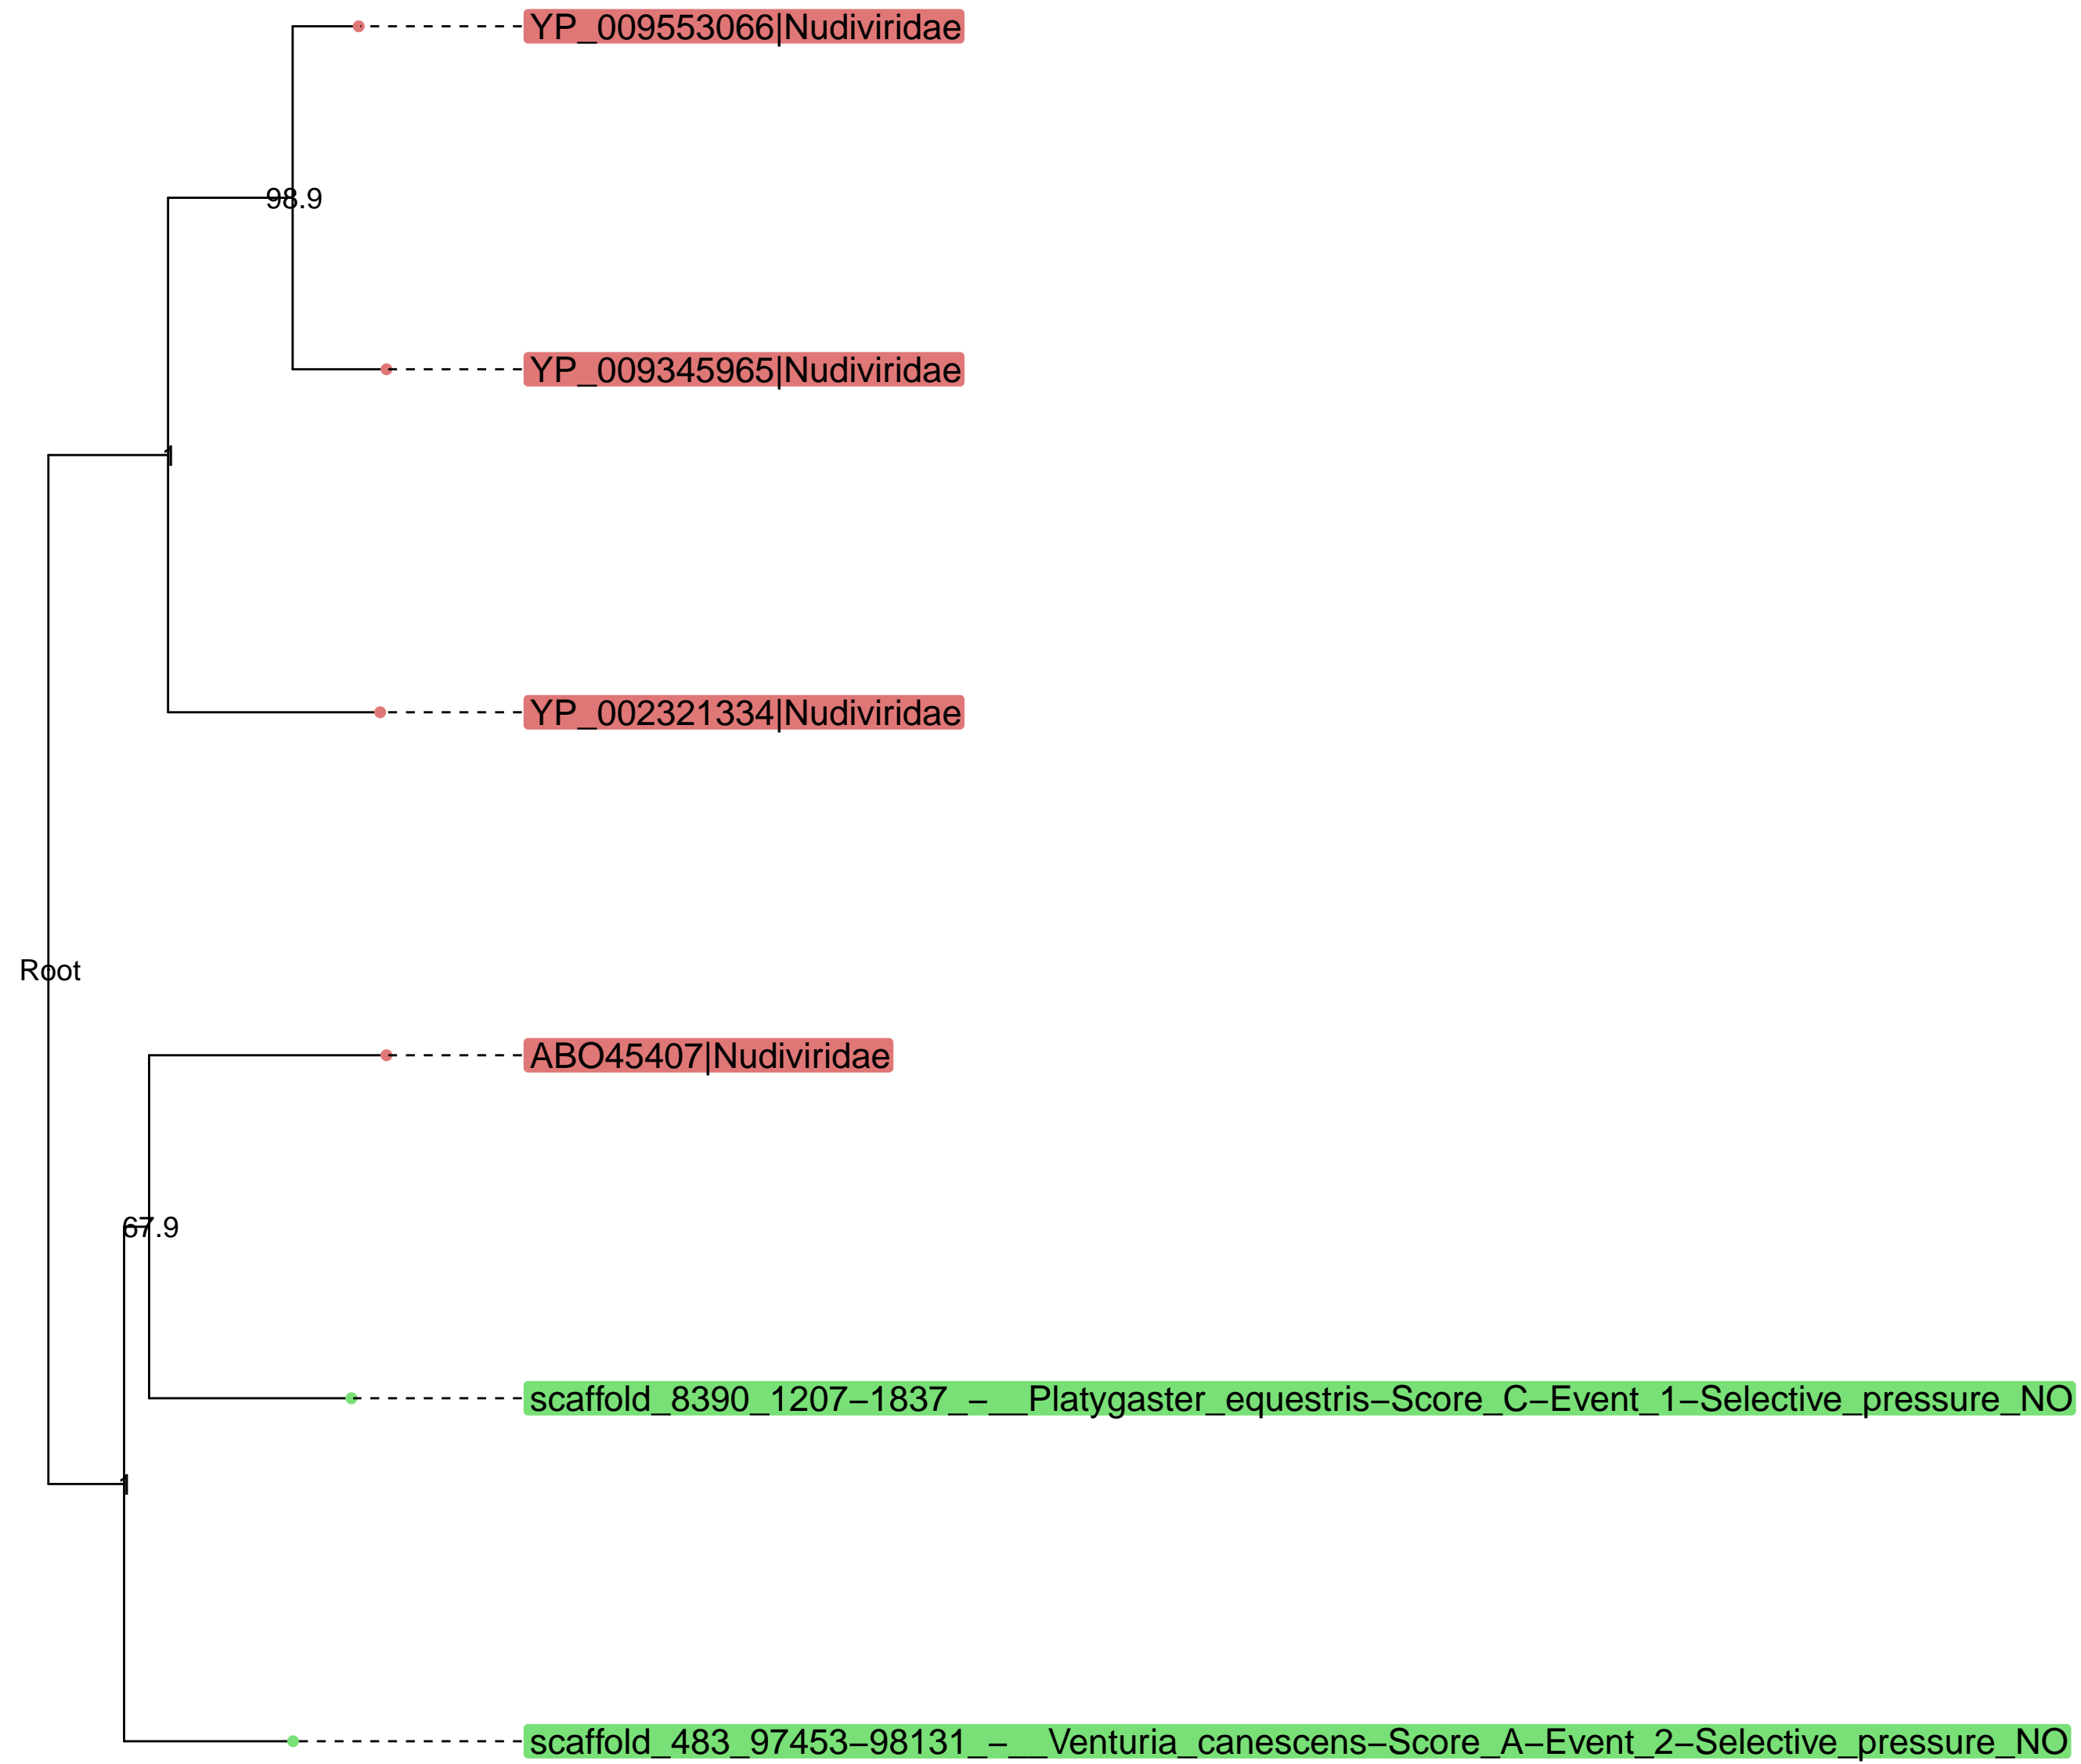 YP_009553066|Nudiviridae
98.9
YP_009345965|Nudiviridae
1
YP_002321334|Nudiviridae
Root
ABO45407|Nudiviridae
67.9
scaffold_8390_1207−1837_−__Platygaster_equestris−Score_C−Event_1−Selective_pressure_NO
1
scaffold_483_97453−98131_−__Venturia_canescens−Score_A−Event_2−Selective_pressure_NO